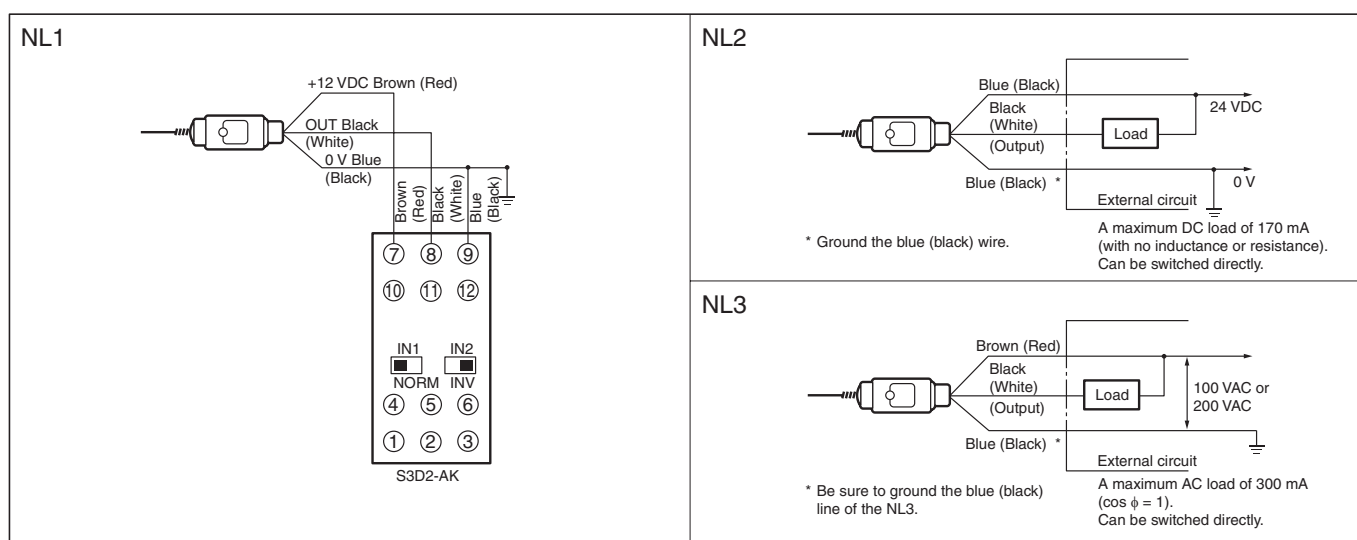 NL1
+12 VDC Brown (Red)
OUT Black
(White)
0 V Blue
(Black)
Brown
(Red)
Black
(White)
Blue
(Black)
⑦ ⑧ ⑨
⑩ ⑪ ⑫
IN1 IN2
NORM INV
④ ⑤ ⑥
① ② ③
S3D2-AK
NL2
Blue (Black)
24 VDC
Black
(White)
Load
(Output)
Blue (Black) *
0 V
External circuit
* Ground the blue (black) wire.
A maximum DC load of 170 mA
(with no inductance or resistance).
Can be switched directly.
NL3
Brown (Red)
Black
(White)
Load
100 VAC or
200 VAC
(Output)
Blue (Black) *
External circuit
* Be sure to ground the blue (black)
line of the NL3.
A maximum AC load of 300 mA
(cos ϕ = 1).
Can be switched directly.